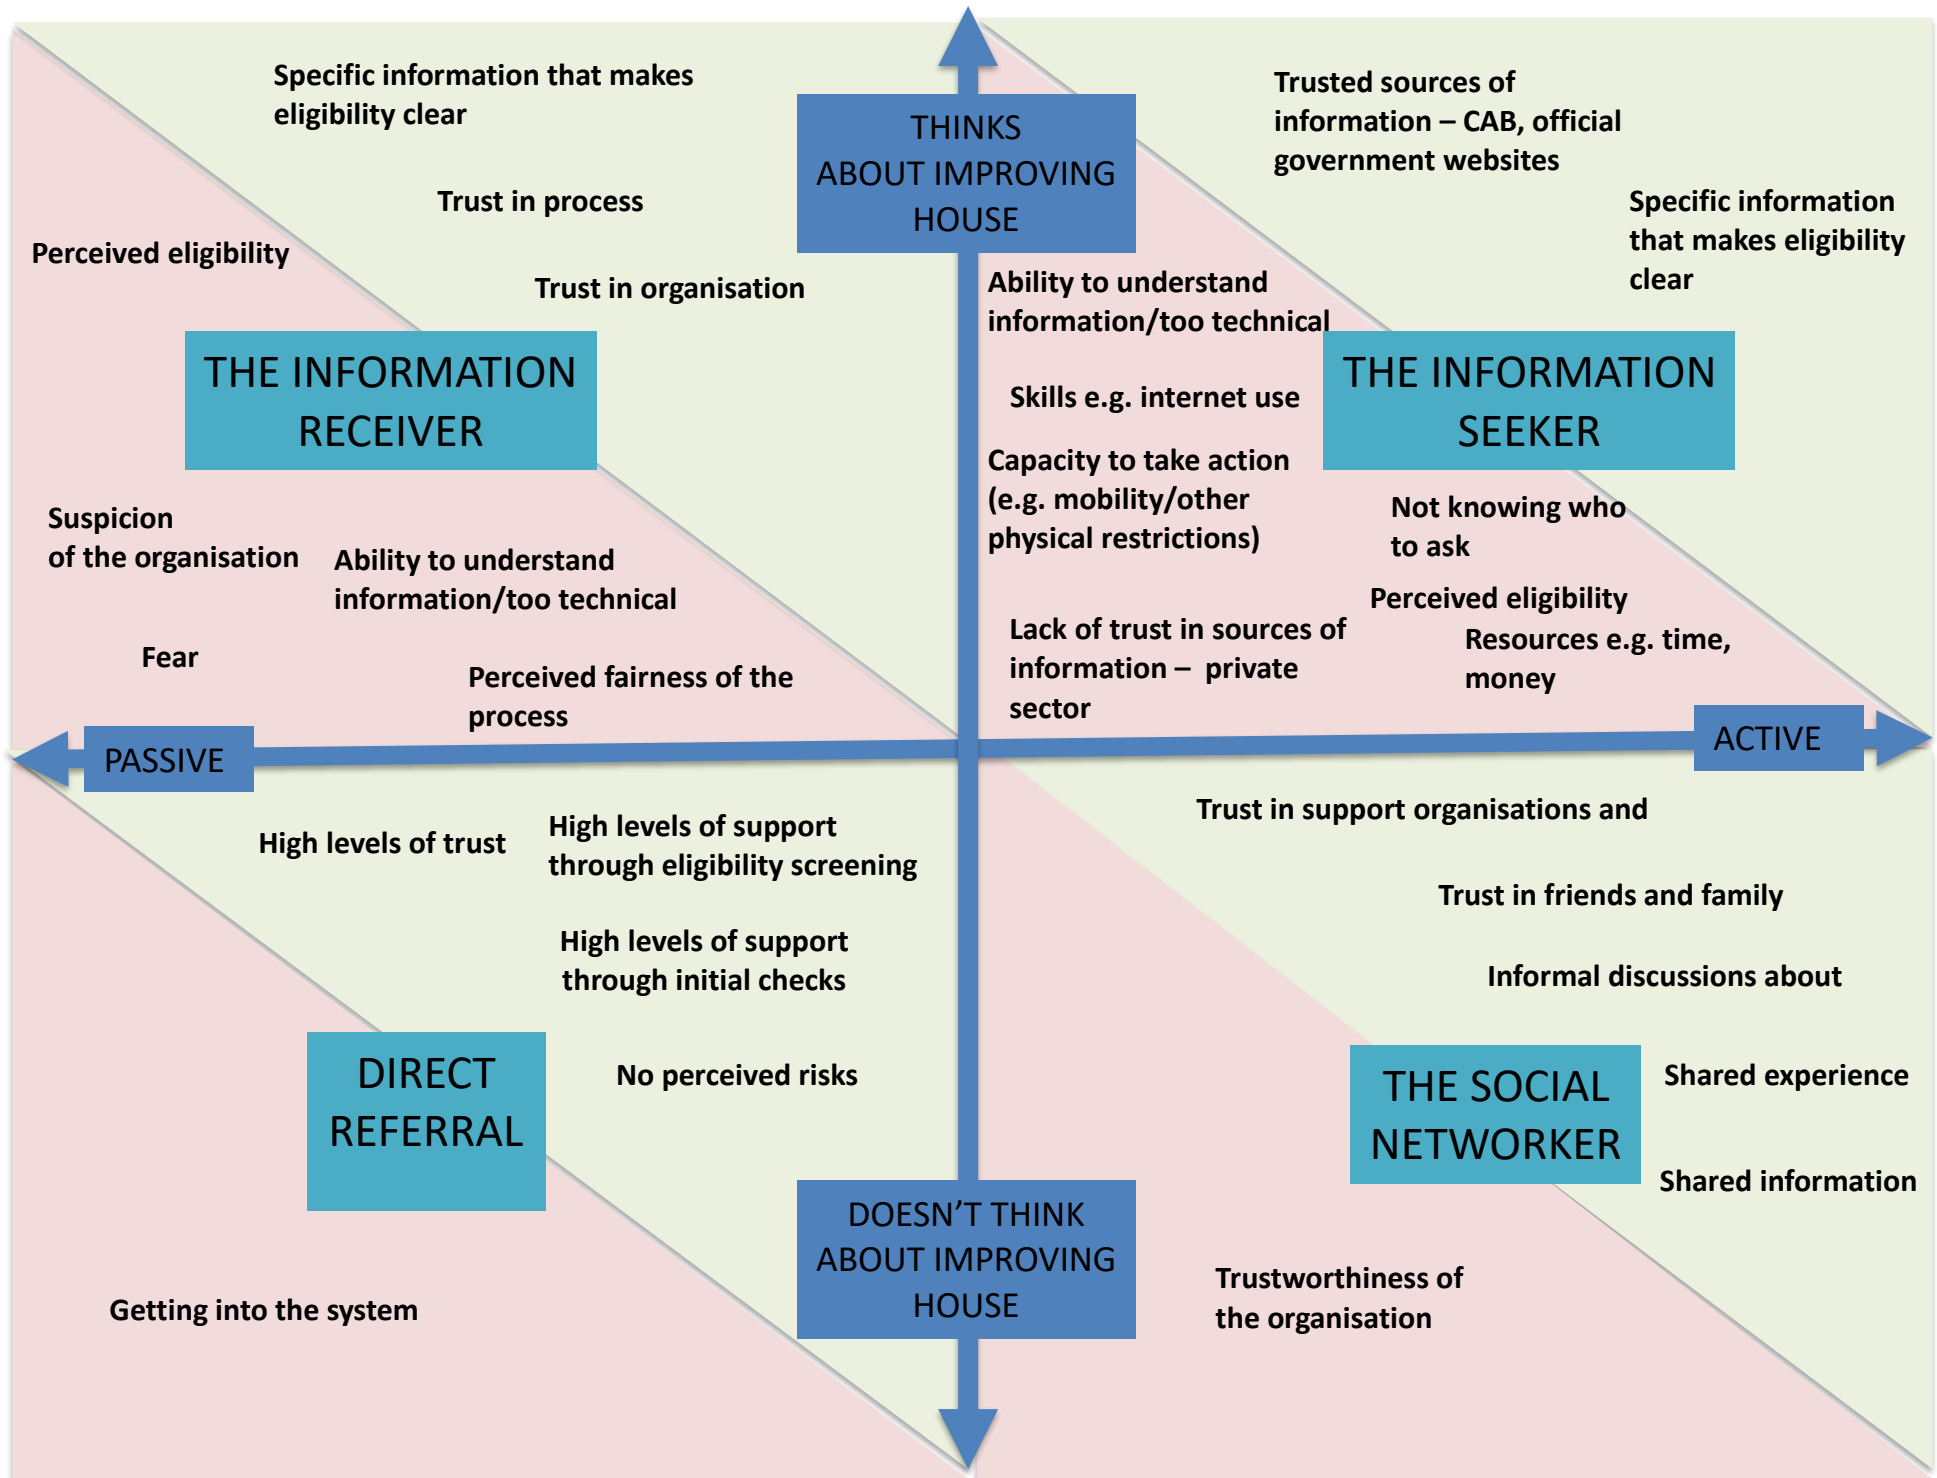 Specific information that makes
eligibility clear
Trust in process
Trust in organisation
Perceived eligibility
THE INFORMATION
RECEIVER
Suspicion
of the organisation
Ability to understand
information/too technical
Fear
Perceived fairness of the
process
THINKS
ABOUT IMPROVING
HOUSE
Trusted sources of
information – CAB, official
government websites
Specific information
that makes eligibility
clear
Ability to understand
information/too technical
Skills e.g. internet use
THE INFORMATION
SEEKER
Capacity to take action
(e.g. mobility/other
physical restrictions)
Not knowing who
to ask
Perceived eligibility
Lack of trust in sources of
information – private
sector
Resources e.g. time,
money
PASSIVE
ACTIVE
High levels of trust
High levels of support
through eligibility screening
High levels of support
through initial checks
DIRECT
REFERRAL
No perceived risks
Getting into the system
DOESN'T THINK
ABOUT IMPROVING
HOUSE
Trust in support organisations and
Trust in friends and family
Informal discussions about
THE SOCIAL
NETWORKER
Shared experience
Shared information
Trustworthiness of
the organisation